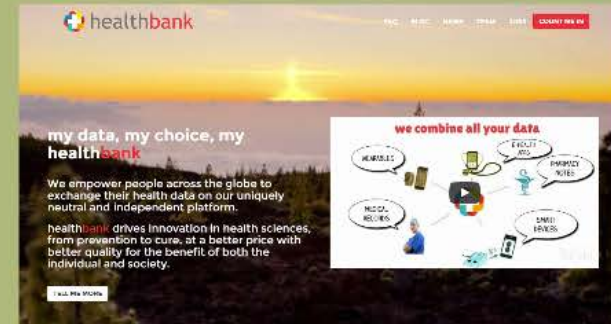 healthbank
FAQ BLOG NEWS TEAM COUNT ME IN
my data, my choice, my
healthbank
We empower people across the globe to
exchange their health data on our uniquely
neutral and independent platform.
healthbank drives innovation in health sciences,
from prevention to cure, at a better price with
better quality for the benefit of both the
individual and society.
TELL ME MORE
we combine all your data
WEARABLES
E-HEALTH
APPS
PHARMACY
NOTES
MEDICAL
RECORDS
SMART
DEVICES